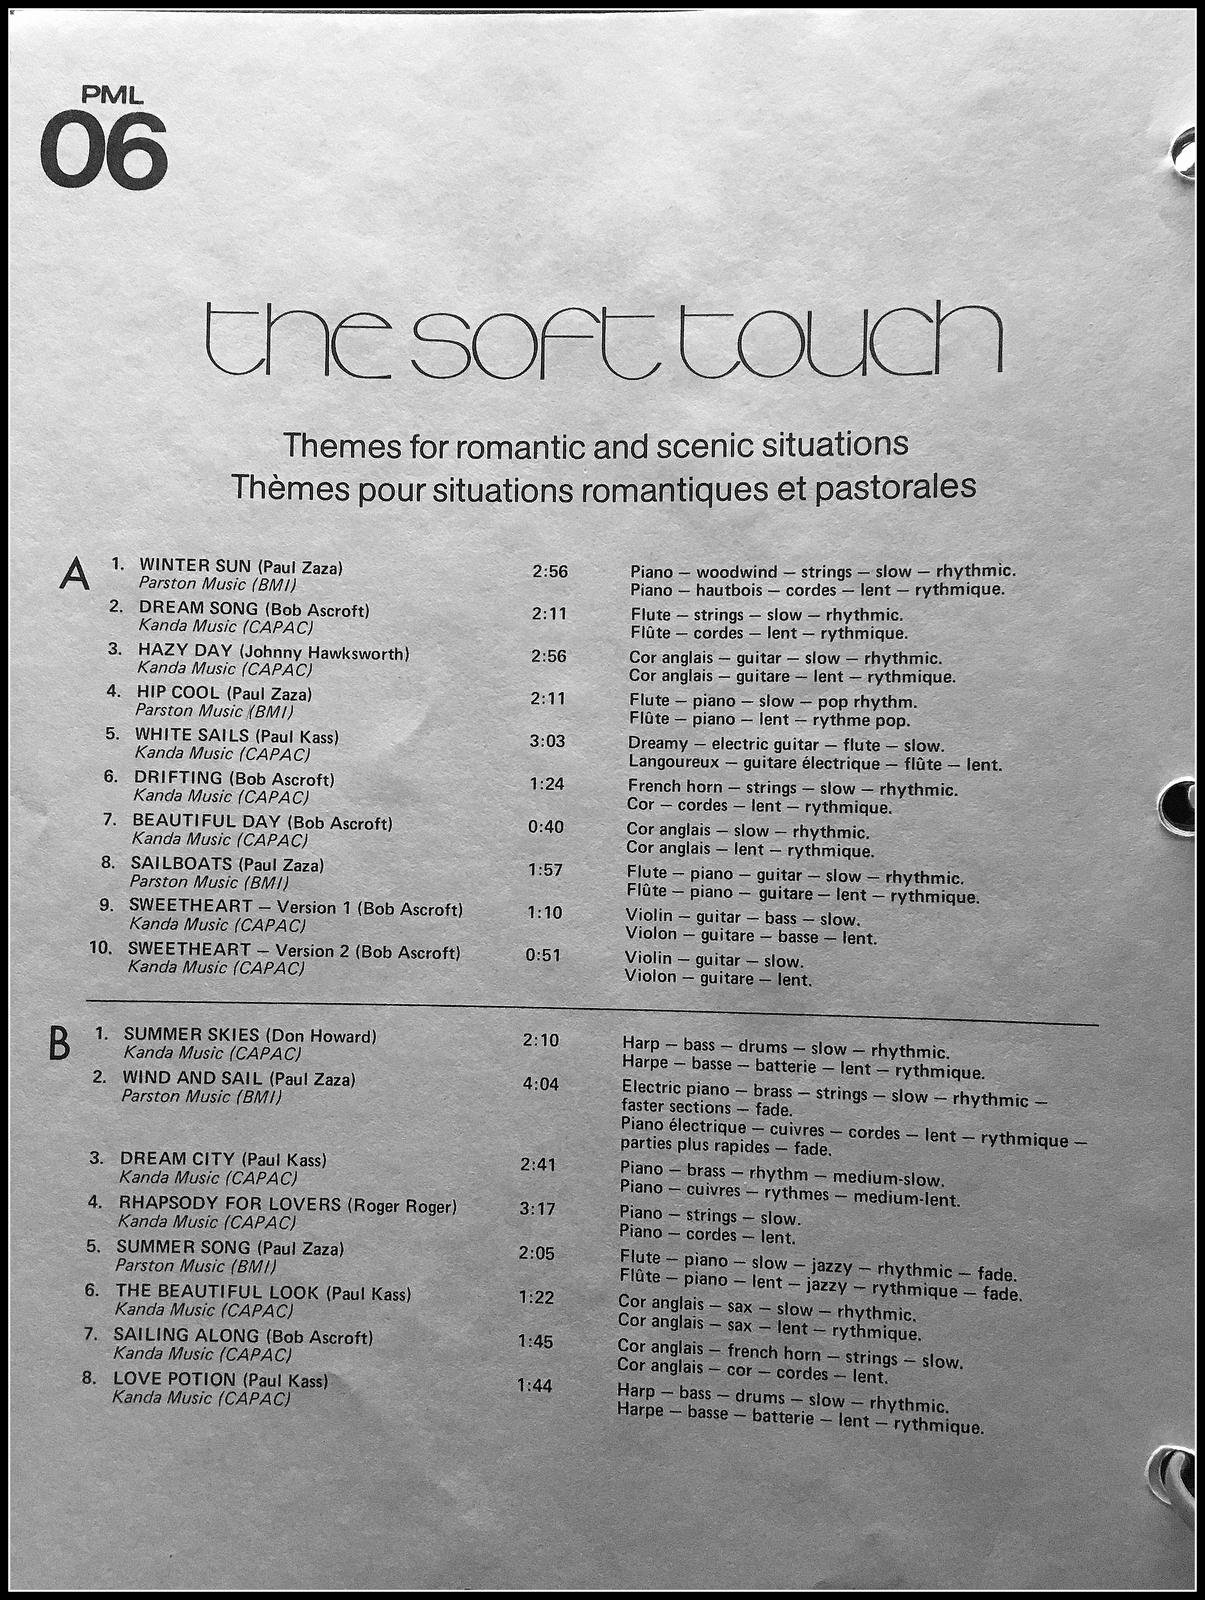 PML
06
the soft touch
Themes for romantic and scenic situations
Thèmes pour situations romantiques et pastorales
A 1. WINTER SUN (Paul Zaza) 2:56 Piano — woodwind — strings — slow — rhythmic.
Parston Music (BMI) Piano — hautbois — cordes — lent — rythmique.
2. DREAM SONG (Bob Ascroft) 2:11 Flute — strings — slow — rhythmic.
Kanda Music (CAPAC) Flûte — cordes — lent — rythmique.
3. HAZY DAY (Johnny Hawksworth) 2:56 Cor anglais — guitar — slow — rhythmic.
Kanda Music (CAPAC) Cor anglais — guitare — lent — rythmique.
4. HIP COOL (Paul Zaza) 2:11 Flute — piano — slow — pop rhythm.
Parston Music (BMI) Flûte — piano — lent — rythme pop.
5. WHITE SAILS (Paul Kass) 3:03 Dreamy — electric guitar — flute — slow.
Kanda Music (CAPAC) Langoureux — guitare électrique — flûte — lent.
6. DRIFTING (Bob Ascroft) 1:24 French horn — strings — slow — rhythmic.
Kanda Music (CAPAC) Cor — cordes — lent — rythmique.
7. BEAUTIFUL DAY (Bob Ascroft) 0:40 Cor anglais — slow — rhythmic.
Kanda Music (CAPAC) Cor anglais — lent — rythmique.
8. SAILBOATS (Paul Zaza) 1:57 Flute — piano — guitar — slow — rhythmic.
Parston Music (BMI) Flûte — piano — guitare — lent — rythmique.
9. SWEETHEART — Version 1 (Bob Ascroft) 1:10 Violin — guitar — bass — slow.
Kanda Music (CAPAC) Violon — guitare — basse — lent.
10. SWEETHEART — Version 2 (Bob Ascroft) 0:51 Violin — guitar — slow.
Kanda Music (CAPAC) Violon — guitare — lent.
B 1. SUMMER SKIES (Don Howard) 2:10 Harp — bass — drums — slow — rhythmic.
Kanda Music (CAPAC) Harpe — basse — batterie — lent — rythmique.
2. WIND AND SAIL (Paul Zaza) 4:04 Electric piano — brass — strings — slow — rhythmic —
Parston Music (BMI) faster sections — fade.
Piano électrique — cuivres — cordes — lent — rythmique —
parties plus rapides — fade.
3. DREAM CITY (Paul Kass) 2:41 Piano — brass — rhythm — medium-slow.
Kanda Music (CAPAC) Piano — cuivres — rythmes — medium-lent.
4. RHAPSODY FOR LOVERS (Roger Roger) 3:17 Piano — strings — slow.
Kanda Music (CAPAC) Piano — cordes — lent.
5. SUMMER SONG (Paul Zaza) 2:05 Flute — piano — slow — jazzy — rhythmic — fade.
Parston Music (BMI) Flûte — piano — lent — jazzy — rythmique — fade.
6. THE BEAUTIFUL LOOK (Paul Kass) 1:22 Cor anglais — sax — slow — rhythmic.
Kanda Music (CAPAC) Cor anglais — sax — lent — rythmique.
7. SAILING ALONG (Bob Ascroft) 1:45 Cor anglais — french horn — strings — slow.
Kanda Music (CAPAC) Cor anglais — cor — cordes — lent.
8. LOVE POTION (Paul Kass) 1:44 Harp — bass — drums — slow — rhythmic.
Kanda Music (CAPAC) Harpe — basse — batterie — lent — rythmique.